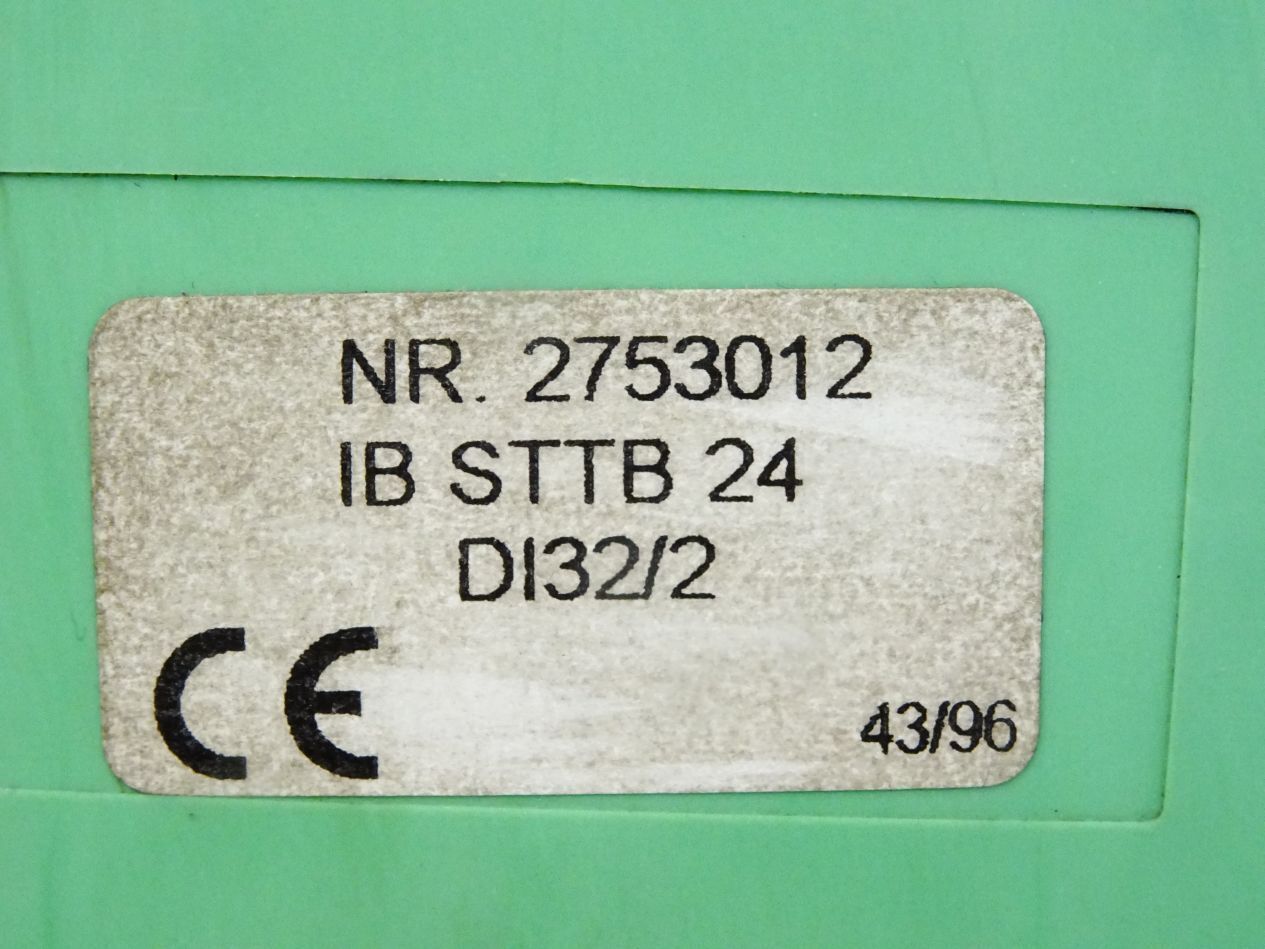 NR. 2753012
IB STTB 24
DI32/2
CE
43/96